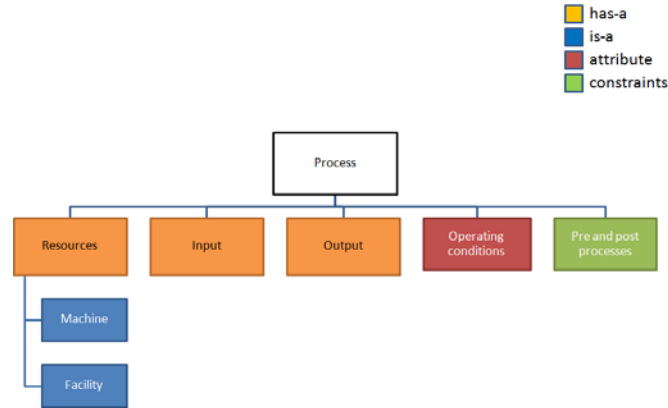 has-a
is-a
attribute
constraints
Process
Resources
Input
Output
Operating
conditions
Pre and post
processes
Machine
Facility